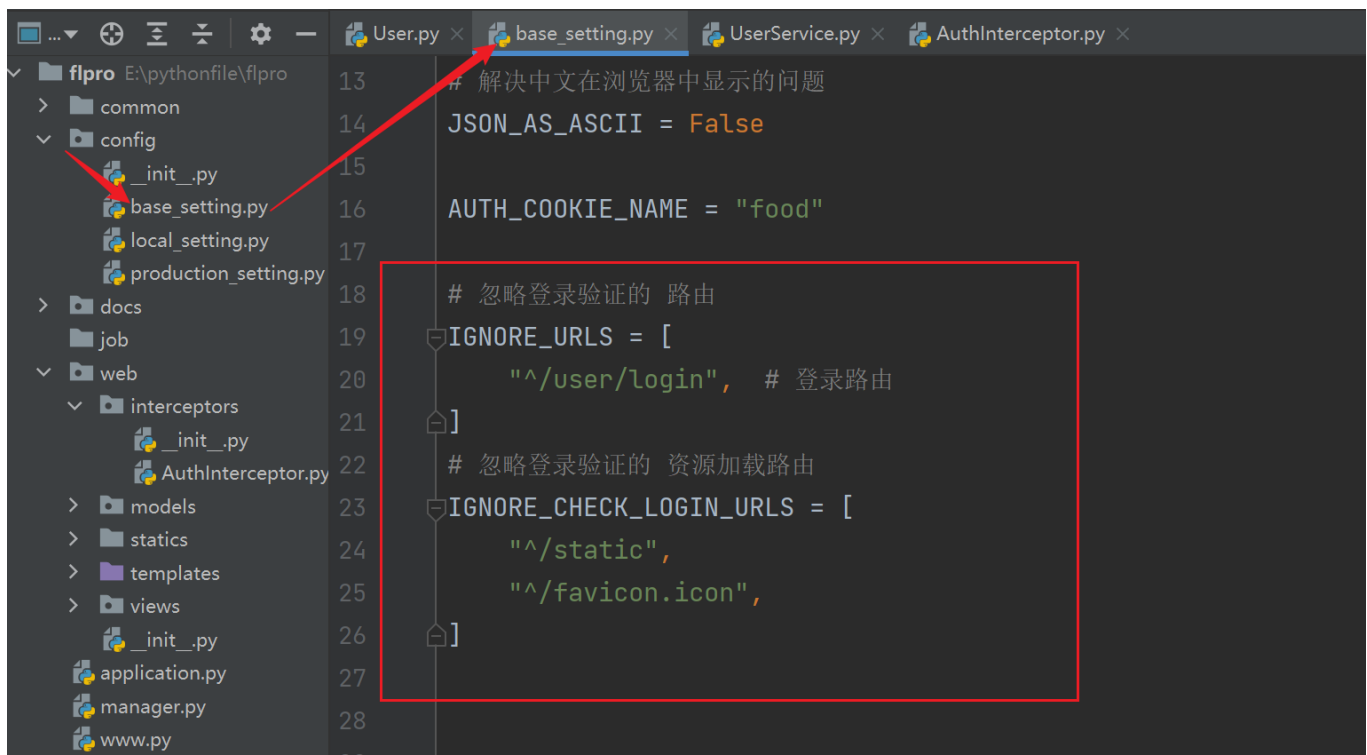 ...
User.py
base_setting.py
UserService.py
AuthInterceptor.py
flpro E:\pythonfile\flpro
common
config
__init__.py
base_setting.py
local_setting.py
production_setting.py
docs
job
web
interceptors
__init__.py
AuthInterceptor.py
models
statics
templates
views
__init__.py
application.py
manager.py
www.py
13 # 解决中文在浏览器中显示的问题
14 JSON_AS_ASCII = False
15
16 AUTH_COOKIE_NAME = "food"
17
18 # 忽略登录验证的 路由
19 IGNORE_URLS = [
20 "^/user/login", # 登录路由
21 ]
22 # 忽略登录验证的 资源加载路由
23 IGNORE_CHECK_LOGIN_URLS = [
24 "^/static",
25 "^/favicon.icon",
26 ]
27
28